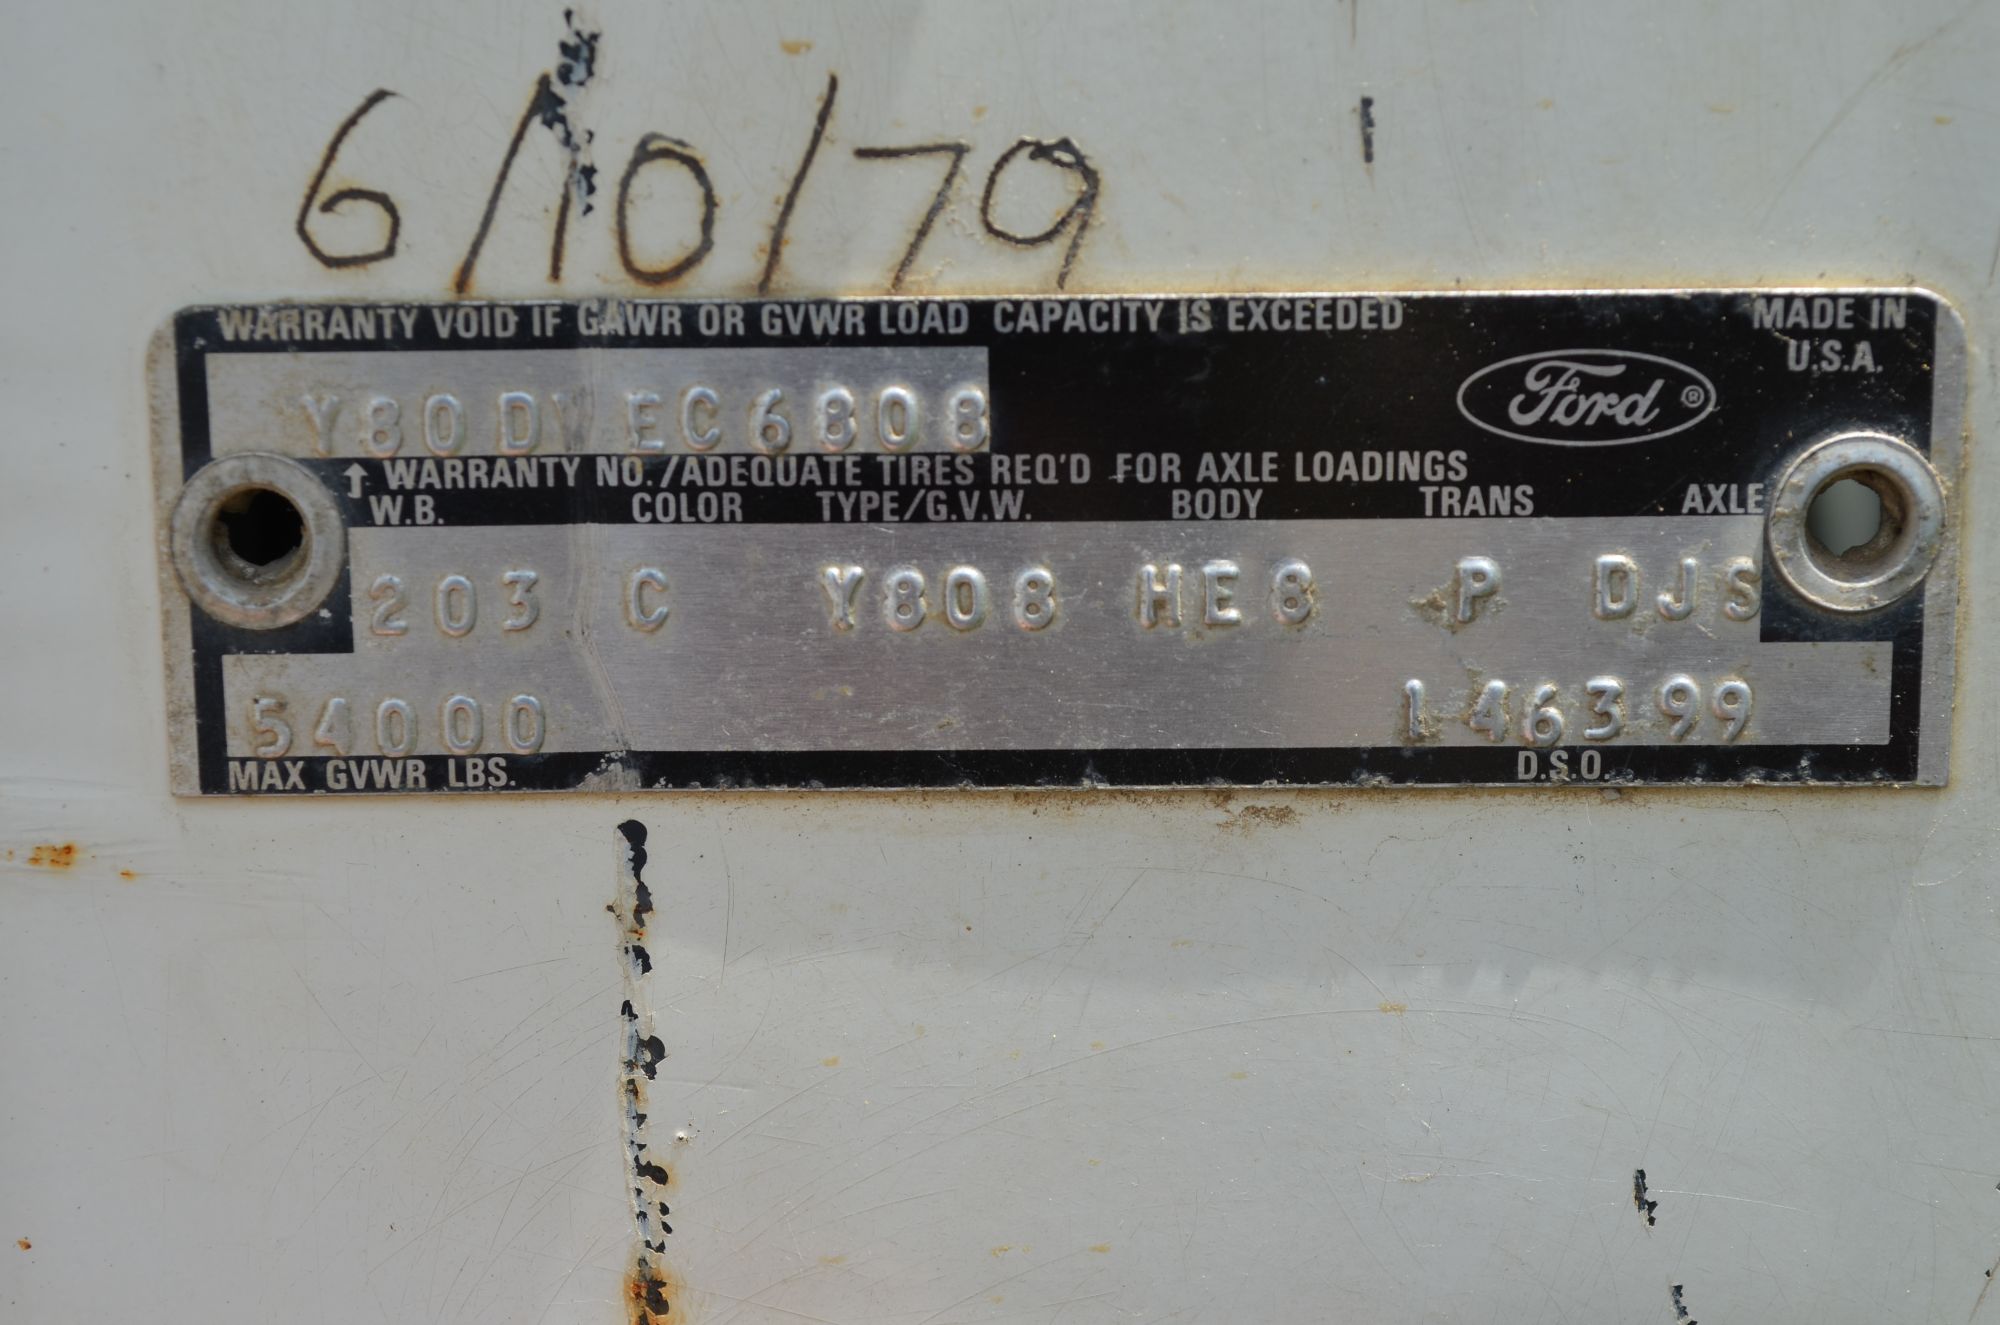 6/10/79
WARRANTY VOID IF GAWR OR GVWR LOAD CAPACITY IS EXCEEDED
MADE IN
U.S.A.
Ford ®
Y80DVEC6808
↑ WARRANTY NO./ADEQUATE TIRES REQ'D FOR AXLE LOADINGS
W.B. COLOR TYPE/G.V.W. BODY TRANS AXLE
203 C Y808 HE8 P DJS
54000 146399
MAX GVWR LBS. D.S.O.